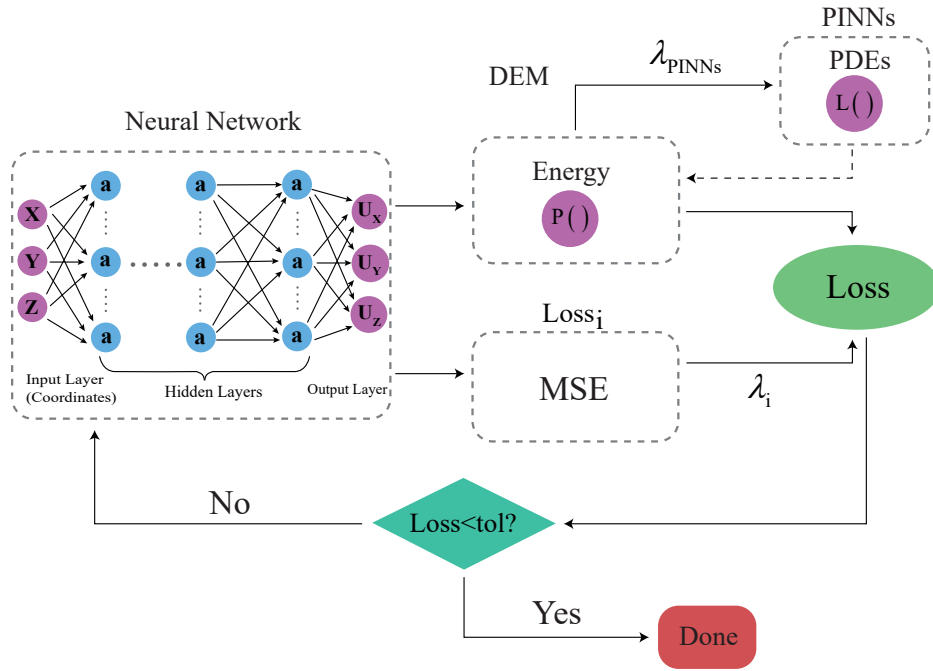 PINNs
λPINNs
PDEs
DEM
L( )
Neural Network
Energy
P( )
a a a
X
Y
Z
a a a
UX
UY
UZ
a a a
Loss
Lossi
MSE
λi
Input Layer
(Coordinates)
Hidden Layers
Output Layer
No
Loss<tol?
Yes
Done